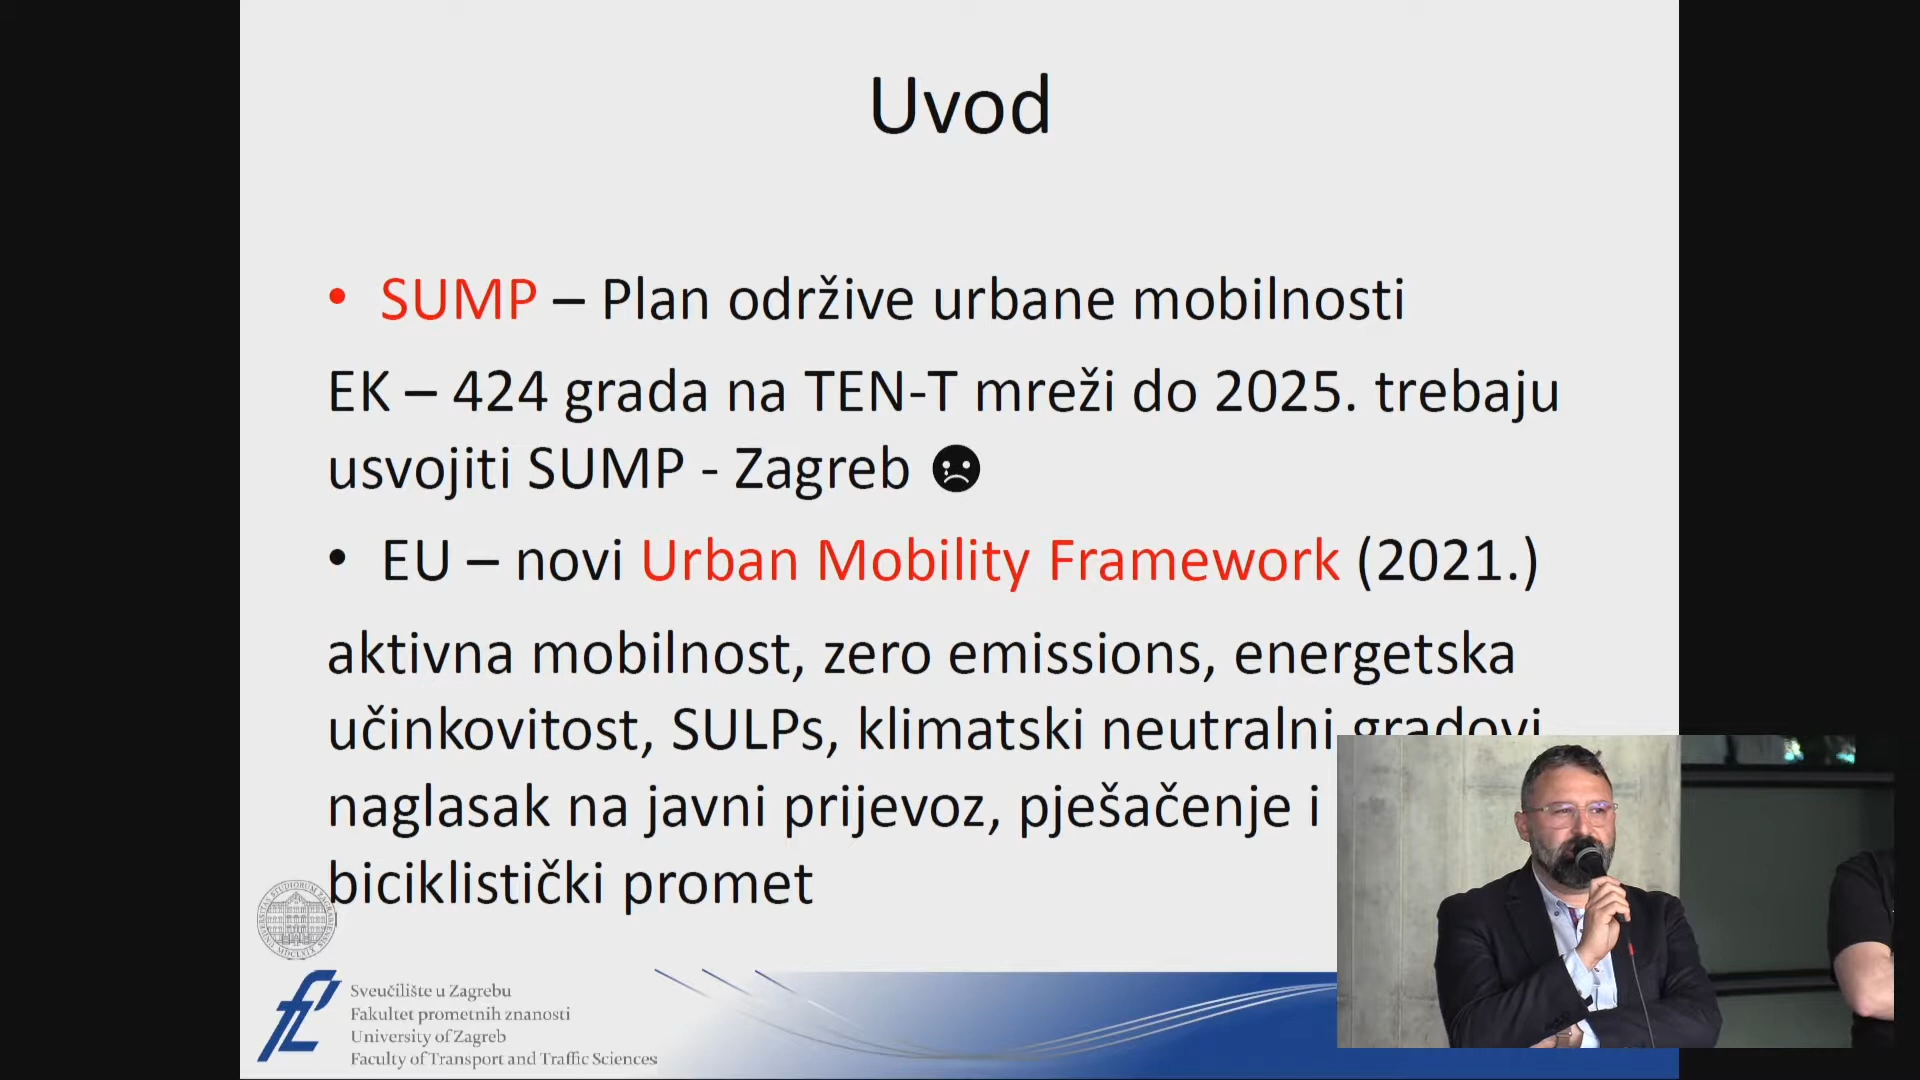 Uvod
• SUMP – Plan održive urbane mobilnosti
EK – 424 grada na TEN-T mreži do 2025. trebaju
usvojiti SUMP - Zagreb
• EU – novi Urban Mobility Framework (2021.)
aktivna mobilnost, zero emissions, energetska
učinkovitost, SULPs, klimatski neutralni gradovi
naglasak na javni prijevoz, pješačenje i
biciklistički promet
Sveučilište u Zagrebu
Fakultet prometnih znanosti
University of Zagreb
Faculty of Transport and Traffic Sciences